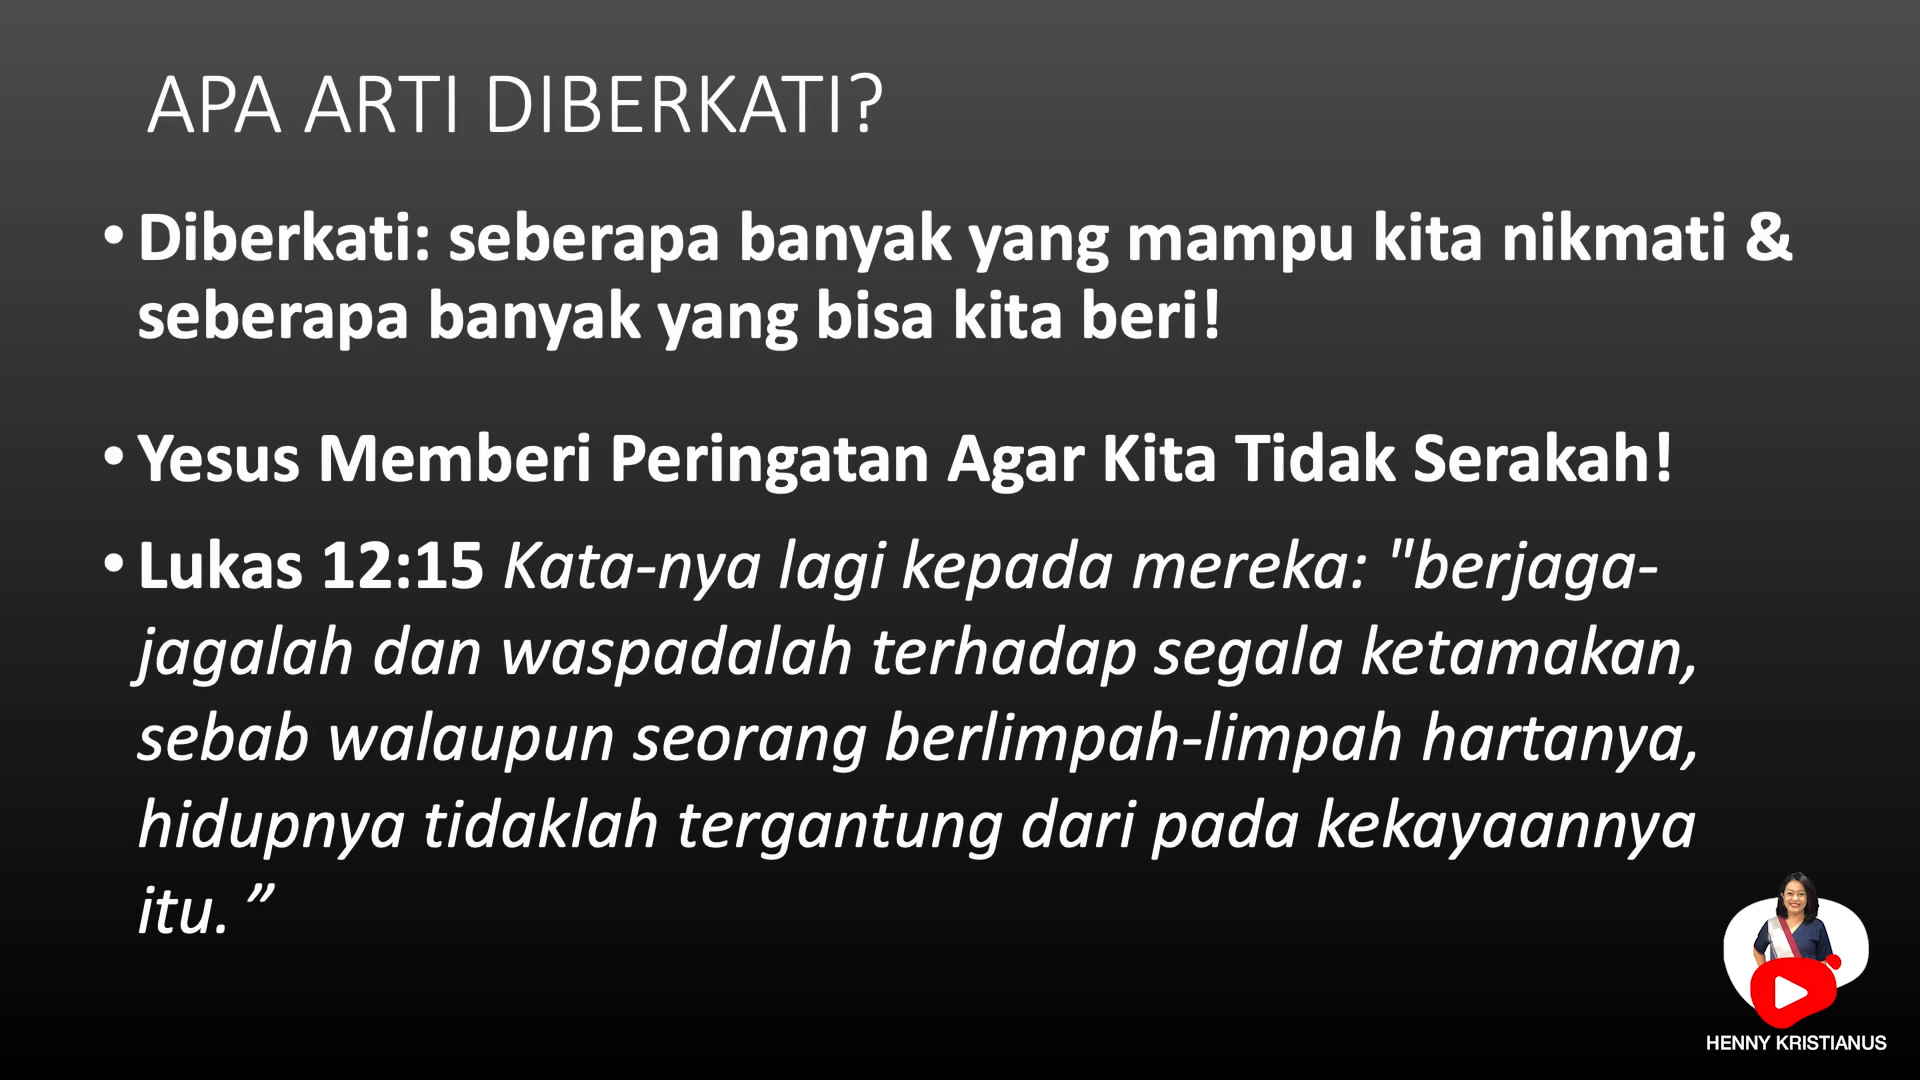 APA ARTI DIBERKATI?
• Diberkati: seberapa banyak yang mampu kita nikmati &
seberapa banyak yang bisa kita beri!
• Yesus Memberi Peringatan Agar Kita Tidak Serakah!
• Lukas 12:15 Kata-nya lagi kepada mereka: "berjaga-
jagalah dan waspadalah terhadap segala ketamakan,
sebab walaupun seorang berlimpah-limpah hartanya,
hidupnya tidaklah tergantung dari pada kekayaannya
itu. ”
HENNY KRISTIANUS